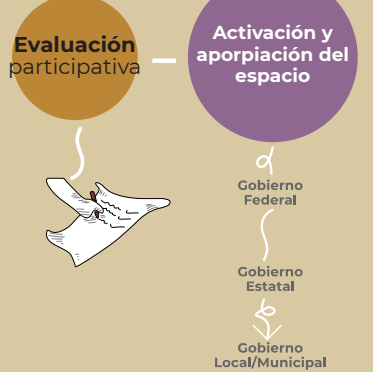 Evaluación
participativa
Activación y
aporpiación del
espacio
Gobierno
Federal
Gobierno
Estatal
Gobierno
Local/Municipal